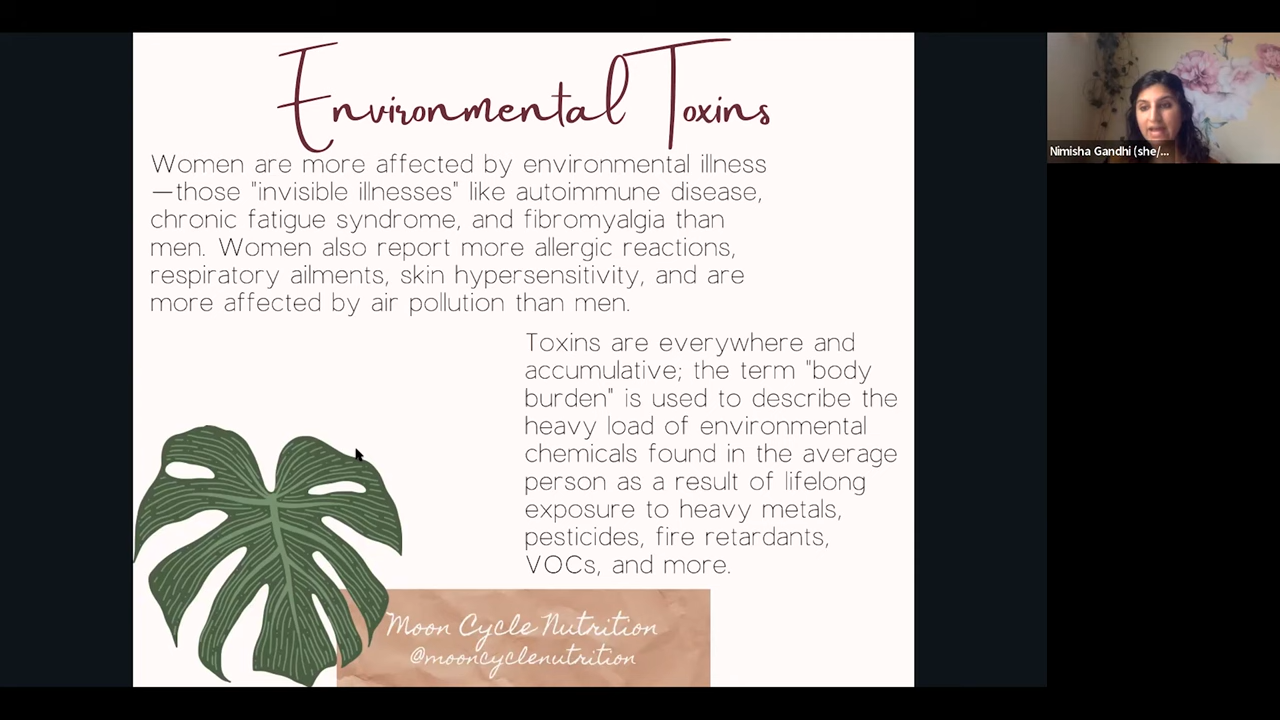 Environmental Toxins
Women are more affected by environmental illness
—those "invisible illnesses" like autoimmune disease,
chronic fatigue syndrome, and fibromyalgia than
men. Women also report more allergic reactions,
respiratory ailments, skin hypersensitivity, and are
more affected by air pollution than men.
Toxins are everywhere and
accumulative; the term "body
burden" is used to describe the
heavy load of environmental
chemicals found in the average
person as a result of lifelong
exposure to heavy metals,
pesticides, fire retardants,
VOCs, and more.
Moon Cycle Nutrition
@mooncyclenutrition
Nimisha Gandhi (she/...